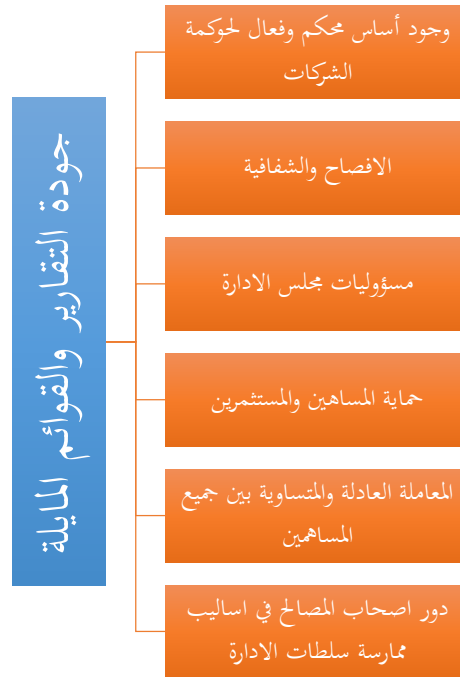 جودة التقارير والقوائم المايلة
وجود أساس محكم وفعال لحوكمة
الشركات
الافصاح والشفافية
مسؤوليات مجلس الادارة
حماية المساهين والمستثمرين
المعاملة العادلة والمتساوية بين جميع
المساهمين
دور اصحاب المصالح في اساليب
ممارسة سلطات الادارة